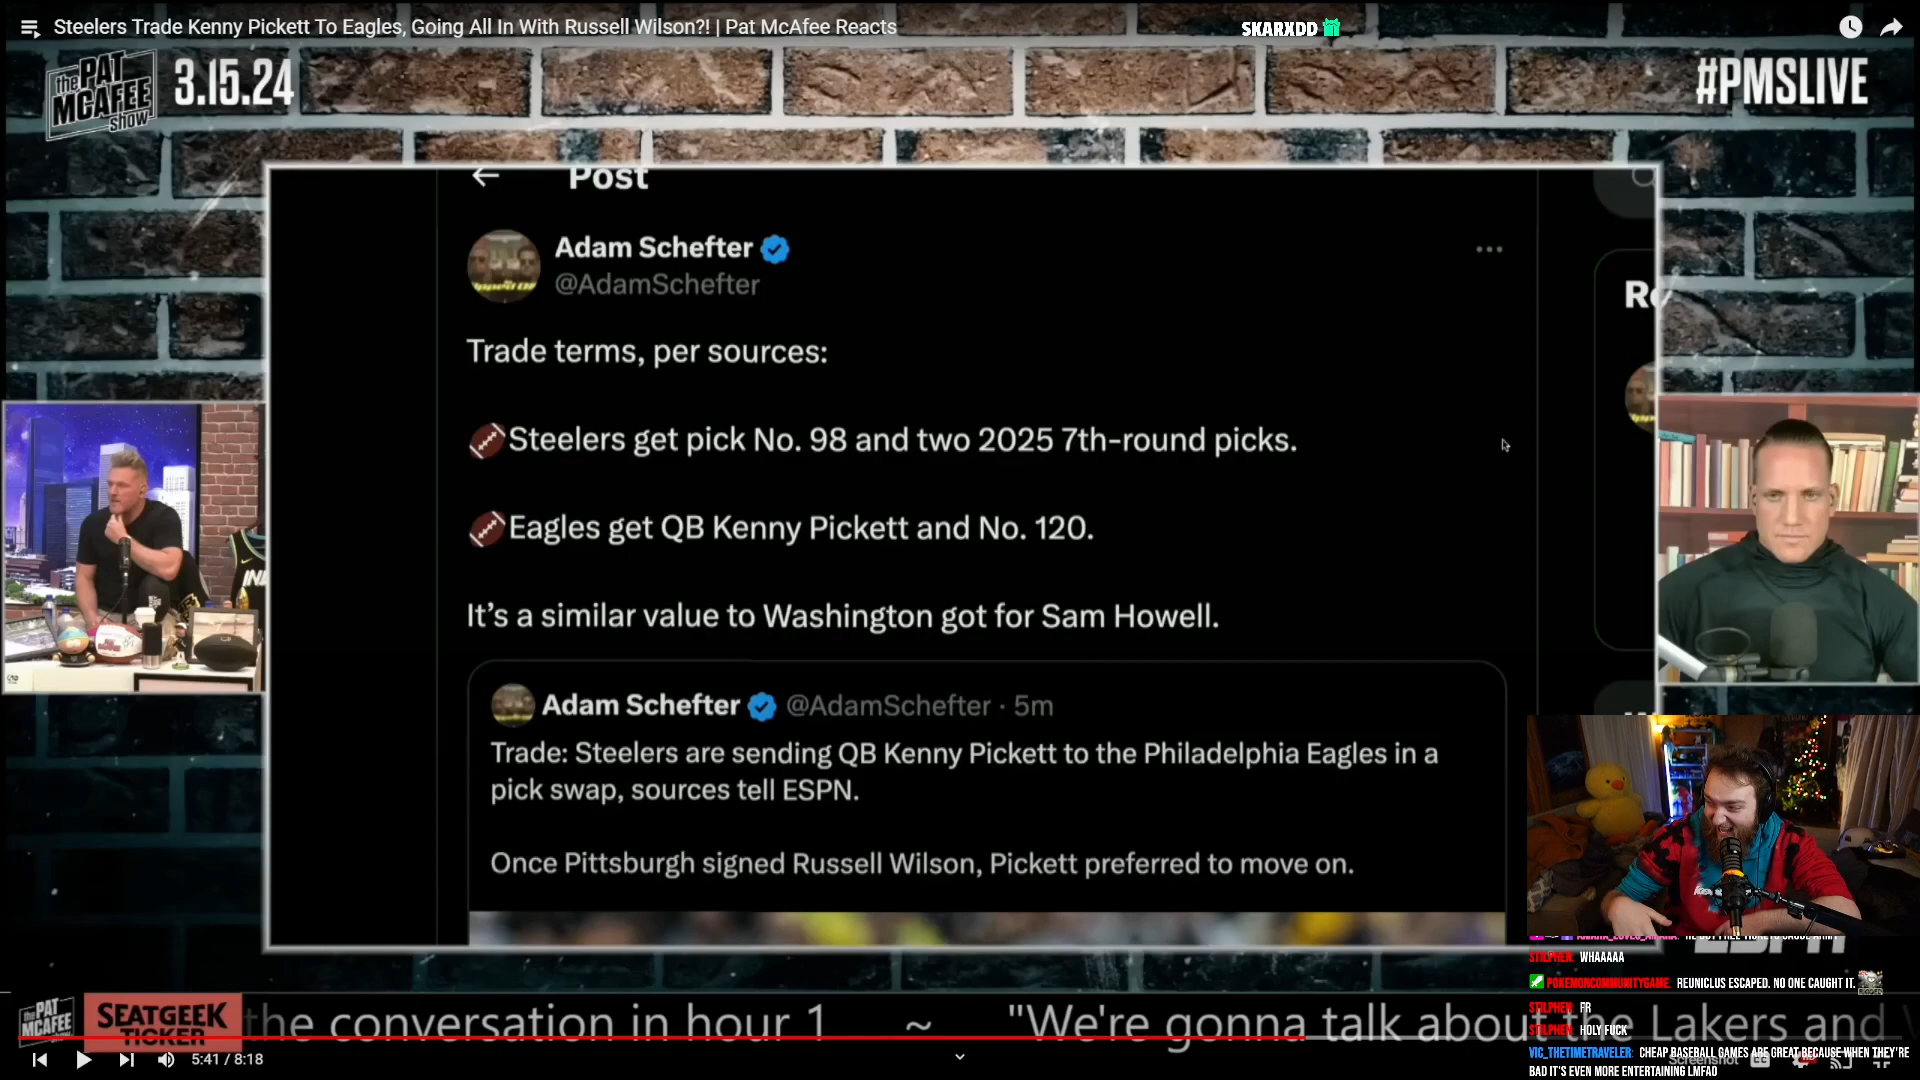 Steelers Trade Kenny Pickett To Eagles, Going All In With Russell Wilson?! | Pat McAfee Reacts
SKARXDD
the PAT MCAFEE show
3.15.24
#PMSLIVE
Post
Adam Schefter
@AdamSchefter
Trade terms, per sources:
🏈Steelers get pick No. 98 and two 2025 7th-round picks.
🏈Eagles get QB Kenny Pickett and No. 120.
It's a similar value to Washington got for Sam Howell.
Adam Schefter @AdamSchefter · 5m
Trade: Steelers are sending QB Kenny Pickett to the Philadelphia Eagles in a
pick swap, sources tell ESPN.
Once Pittsburgh signed Russell Wilson, Pickett preferred to move on.
STILPHEN: WHAAAAA
POKEMONCOMMUNITYGAME: REUNICLUS ESCAPED. NO ONE CAUGHT IT.
STILPHEN: FR
STILPHEN: HOLY FUCK
VIC_THETIMETRAVELER: CHEAP BASEBALL GAMES ARE GREAT BECAUSE WHEN THEY'RE
BAD IT'S EVEN MORE ENTERTAINING LMFAO
the PAT MCAFEE
SEATGEEK TICKER
the conversation in hour 1 ~ "We're gonna talk about the Lakers and
5:41 / 8:18
Screenshot